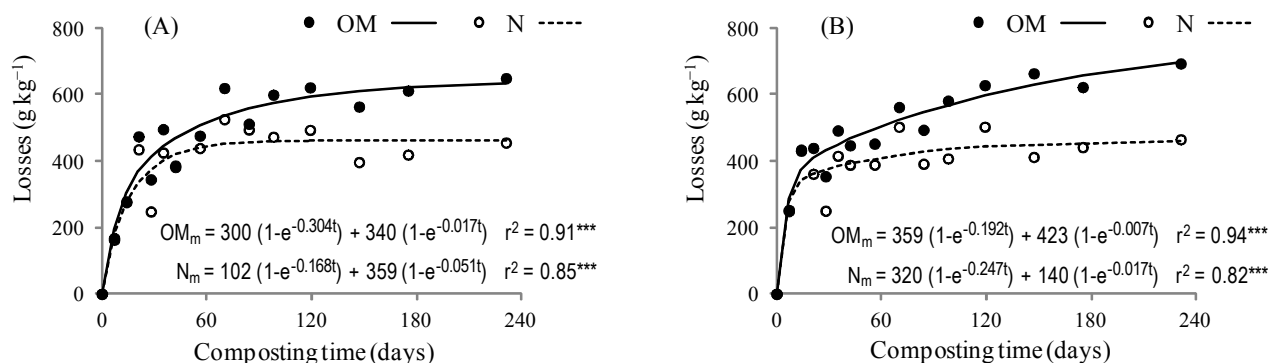 (A) OM N
Losses (g kg⁻¹)
800
600
400
200
0
OMₘ = 300 (1-e^-0.304t) + 340 (1-e^-0.017t) r² = 0.91***
Nₘ = 102 (1-e^-0.168t) + 359 (1-e^-0.051t) r² = 0.85***
0 60 120 180 240
Composting time (days)
(B) OM N
Losses (g kg⁻¹)
800
600
400
200
0
OMₘ = 359 (1-e^-0.192t) + 423 (1-e^-0.007t) r² = 0.94***
Nₘ = 320 (1-e^-0.247t) + 140 (1-e^-0.017t) r² = 0.82***
0 60 120 180 240
Composting time (days)